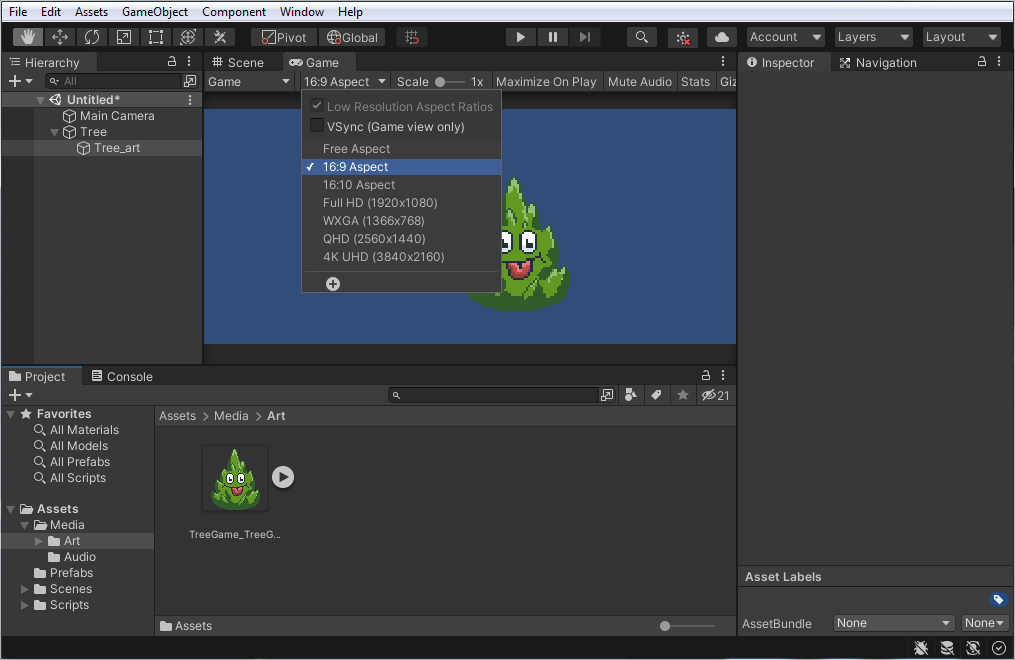 File Edit Assets GameObject Component Window Help
Pivot Global Account Layers Layout
Hierarchy
All
Untitled*
Main Camera
Tree
Tree_art
Scene Game
Game 16:9 Aspect Scale 1x Maximize On Play Mute Audio Stats Giz
Low Resolution Aspect Ratios
VSync (Game view only)
Free Aspect
16:9 Aspect
16:10 Aspect
Full HD (1920x1080)
WXGA (1366x768)
QHD (2560x1440)
4K UHD (3840x2160)
Inspector Navigation
Project Console
21
Favorites
All Materials
All Models
All Prefabs
All Scripts
Assets
Media
Art
Audio
Prefabs
Scenes
Scripts
Assets > Media > Art
TreeGame_TreeG...
Assets
Asset Labels
AssetBundle None None